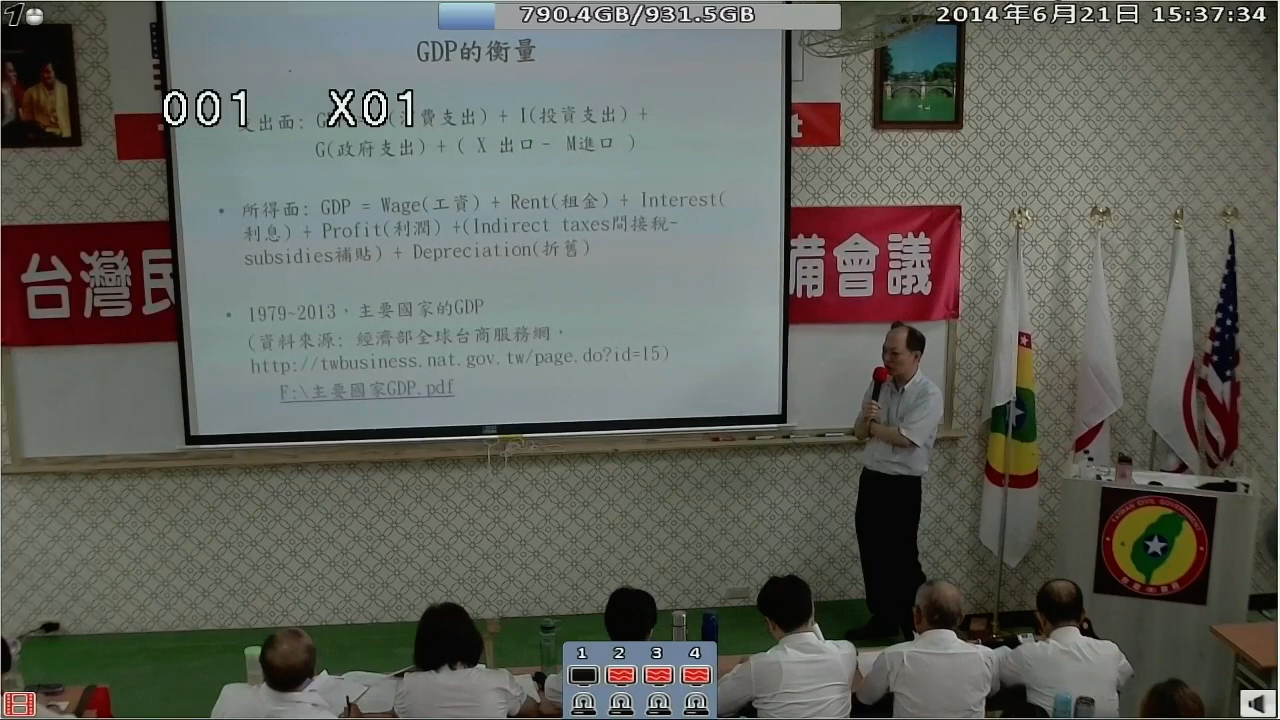 790.4GB/931.5GB
2014年6月21日 15:37:34
GDP的衡量
001 X01
支出面: G 費支出) + I(投資支出) +
G(政府支出) + ( X 出口 - M進口 )
• 所得面: GDP = Wage(工資) + Rent(租金) + Interest(
利息) + Profit(利潤) +(Indirect taxes間接稅-
subsidies補貼) + Depreciation(折舊)
• 1979~2013，主要國家的GDP
(資料來源: 經濟部全球台商服務網，
http://twbusiness.nat.gov.tw/page.do?id=15)
F:\主要國家GDP.pdf
t
台灣民 備會議
TAIWAN CIVIL GOVERNMENT
1 2 3 4